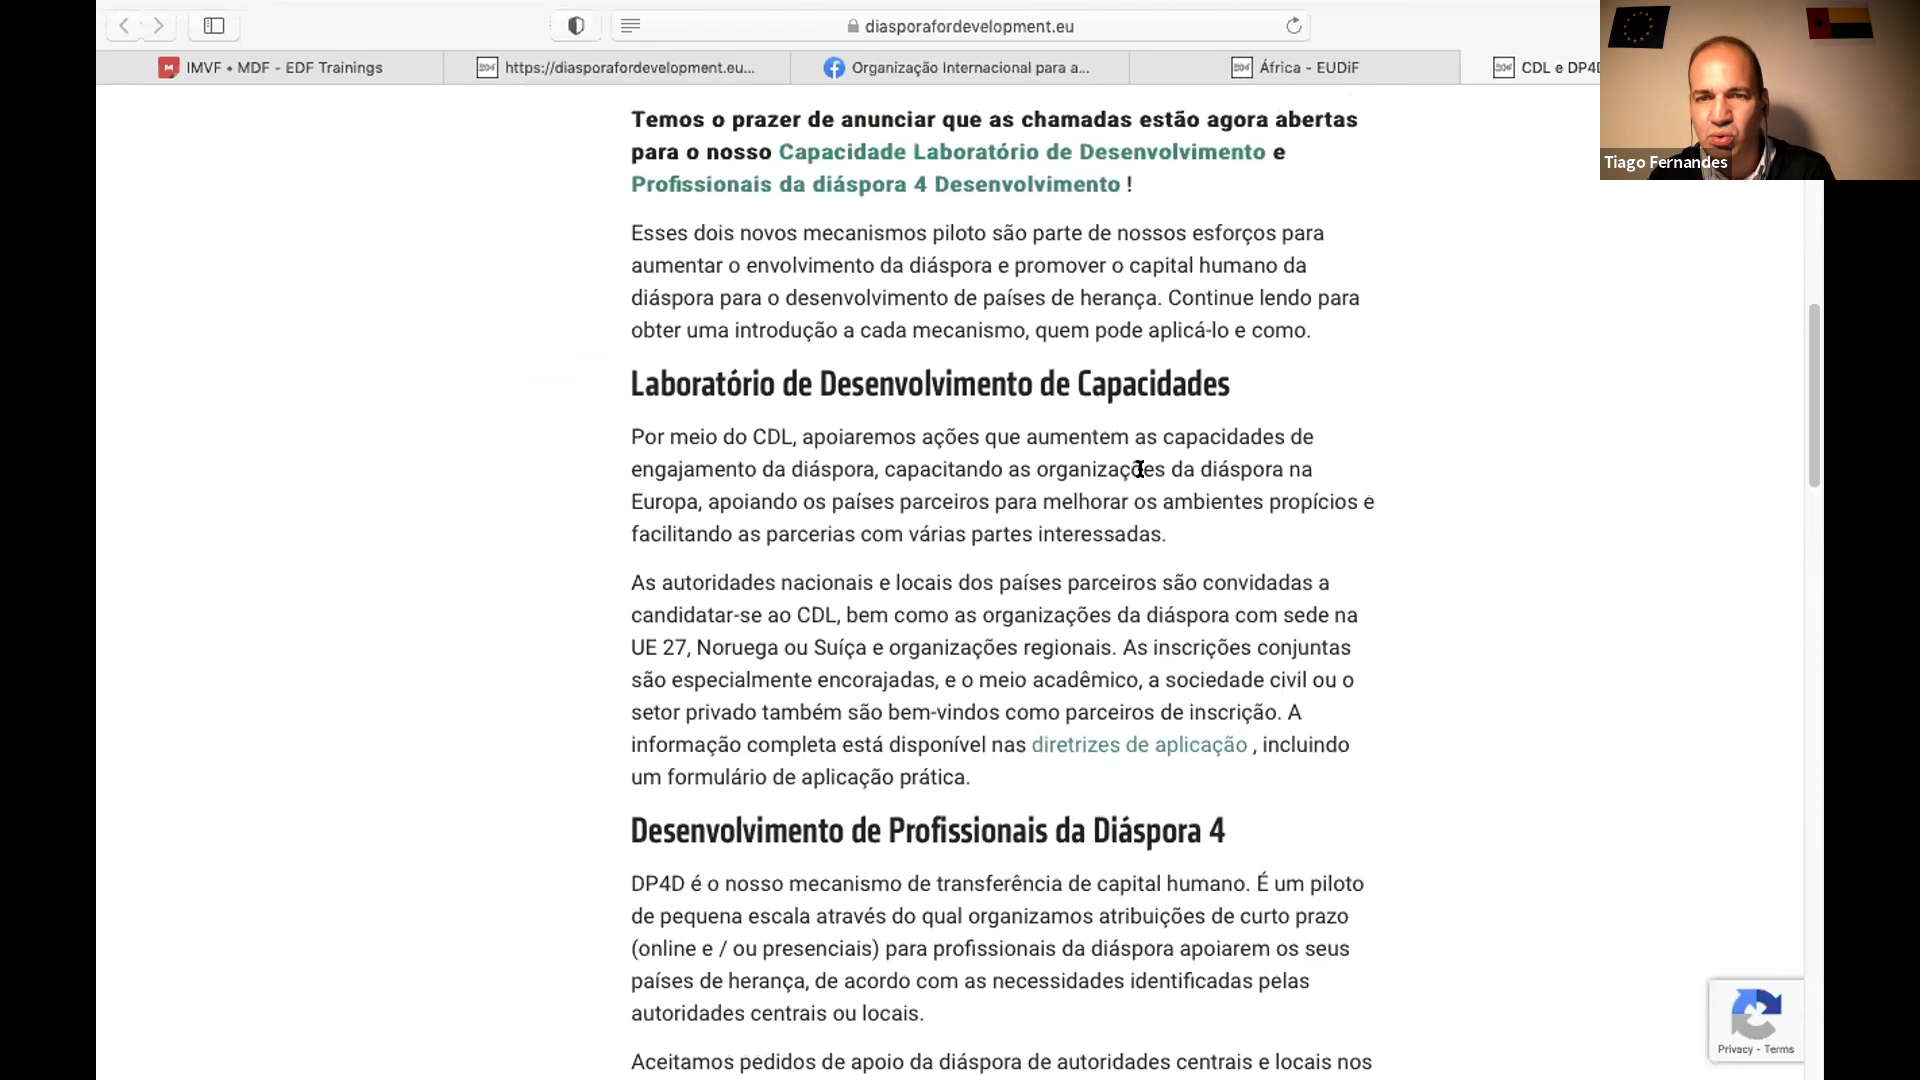 diasporafordevelopment.eu
IMVF • MDF - EDF Trainings
https://diasporafordevelopment.eu...
Organização Internacional para a...
África - EUDiF
CDL e DP4D
Tiago Fernandes
Temos o prazer de anunciar que as chamadas estão agora abertas
para o nosso Capacidade Laboratório de Desenvolvimento e
Profissionais da diáspora 4 Desenvolvimento !
Esses dois novos mecanismos piloto são parte de nossos esforços para
aumentar o envolvimento da diáspora e promover o capital humano da
diáspora para o desenvolvimento de países de herança. Continue lendo para
obter uma introdução a cada mecanismo, quem pode aplicá-lo e como.
Laboratório de Desenvolvimento de Capacidades
Por meio do CDL, apoiaremos ações que aumentem as capacidades de
engajamento da diáspora, capacitando as organizações da diáspora na
Europa, apoiando os países parceiros para melhorar os ambientes propícios e
facilitando as parcerias com várias partes interessadas.
As autoridades nacionais e locais dos países parceiros são convidadas a
candidatar-se ao CDL, bem como as organizações da diáspora com sede na
UE 27, Noruega ou Suíça e organizações regionais. As inscrições conjuntas
são especialmente encorajadas, e o meio acadêmico, a sociedade civil ou o
setor privado também são bem-vindos como parceiros de inscrição. A
informação completa está disponível nas diretrizes de aplicação , incluindo
um formulário de aplicação prática.
Desenvolvimento de Profissionais da Diáspora 4
DP4D é o nosso mecanismo de transferência de capital humano. É um piloto
de pequena escala através do qual organizamos atribuições de curto prazo
(online e / ou presenciais) para profissionais da diáspora apoiarem os seus
países de herança, de acordo com as necessidades identificadas pelas
autoridades centrais ou locais.
Aceitamos pedidos de apoio da diáspora de autoridades centrais e locais nos
Privacy - Terms